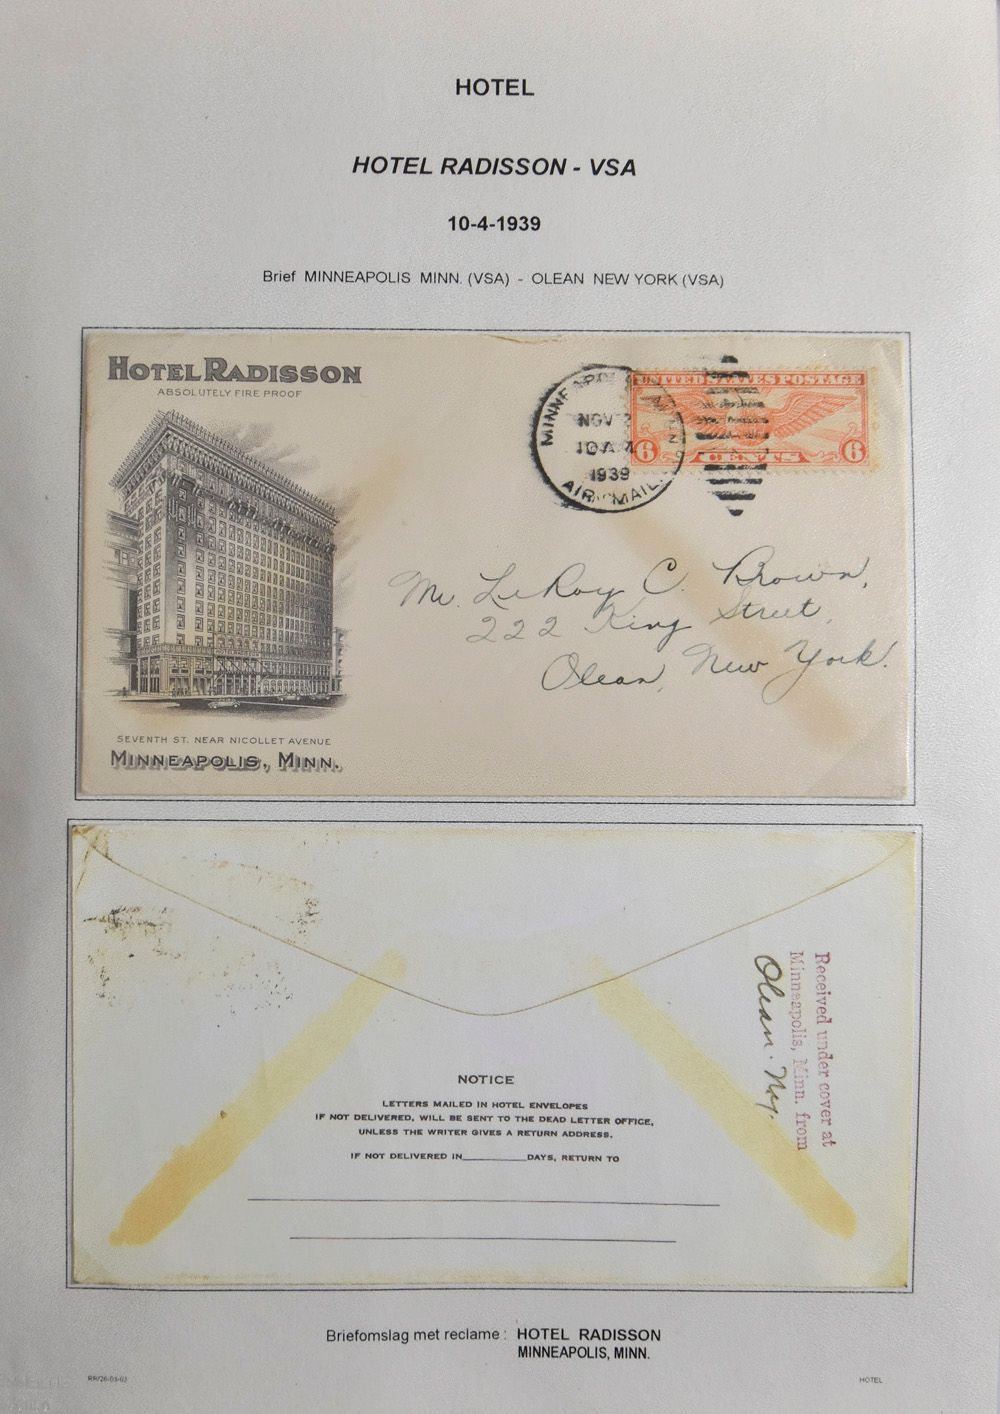 HOTEL
HOTEL RADISSON - VSA
10-4-1939
Brief MINNEAPOLIS MINN. (VSA) - OLEAN NEW YORK (VSA)
HOTEL RADISSON
ABSOLUTELY FIRE PROOF
MINNEAPOLIS
NOV 2
10 A
1939
AIR MAIL
UNITED STATES POSTAGE
6 CENTS 6
Mr. LeRoy C. Brown,
222 King Street,
Olean, New York.
SEVENTH ST. NEAR NICOLLET AVENUE
MINNEAPOLIS, MINN.
Received under cover at
Minneapolis, Minn. from
Olean. Ny.
NOTICE
LETTERS MAILED IN HOTEL ENVELOPES
IF NOT DELIVERED, WILL BE SENT TO THE DEAD LETTER OFFICE,
UNLESS THE WRITER GIVES A RETURN ADDRESS.
IF NOT DELIVERED IN________DAYS, RETURN TO
Briefomslag met reclame : HOTEL RADISSON
MINNEAPOLIS, MINN.
HOTEL